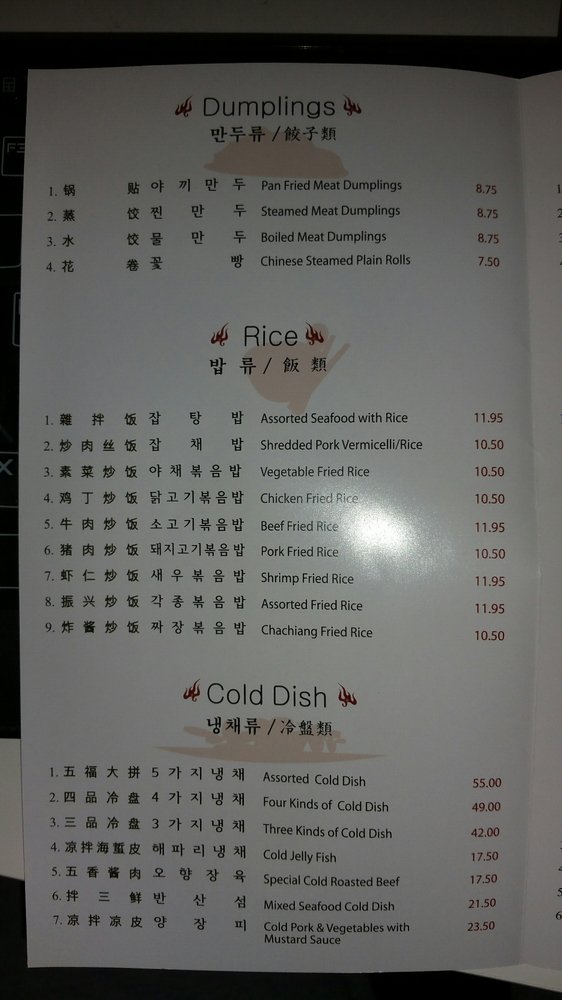 Dumplings
만두류 / 餃子類
1. 锅 贴 야 끼 만 두 Pan Fried Meat Dumplings 8.75
2. 蒸 饺 찐 만 두 Steamed Meat Dumplings 8.75
3. 水 饺 물 만 두 Boiled Meat Dumplings 8.75
4. 花 卷 꽃 빵 Chinese Steamed Plain Rolls 7.50
Rice
밥 류 / 飯 類
1. 雜 拌 饭 잡 탕 밥 Assorted Seafood with Rice 11.95
2. 炒 肉 丝 饭 잡 채 밥 Shredded Pork Vermicelli/Rice 10.50
3. 素 菜 炒 饭 야 채 볶 음 밥 Vegetable Fried Rice 10.50
4. 鸡 丁 炒 饭 닭 고 기 볶 음 밥 Chicken Fried Rice 10.50
5. 牛 肉 炒 饭 소 고 기 볶 음 밥 Beef Fried Rice 11.95
6. 猪 肉 炒 饭 돼지고기볶음밥 Pork Fried Rice 10.50
7. 虾 仁 炒 饭 새 우 볶 음 밥 Shrimp Fried Rice 11.95
8. 振 兴 炒 饭 각 종 볶 음 밥 Assorted Fried Rice 11.95
9. 炸 酱 炒 饭 짜 장 볶 음 밥 Chachiang Fried Rice 10.50
Cold Dish
냉채류 / 冷盤類
1. 五 福 大 拼 5 가 지 냉 채 Assorted Cold Dish 55.00
2. 四 品 冷 盘 4 가 지 냉 채 Four Kinds of Cold Dish 49.00
3. 三 品 冷 盘 3 가 지 냉 채 Three Kinds of Cold Dish 42.00
4. 凉拌海蜇皮 해 파 리 냉 채 Cold Jelly Fish 17.50
5. 五 香 酱 肉 오 향 장 육 Special Cold Roasted Beef 17.50
6. 拌 三 鲜 반 산 섬 Mixed Seafood Cold Dish 21.50
7. 凉 拌 凉 皮 양 장 피 Cold Pork & Vegetables with 23.50
Mustard Sauce